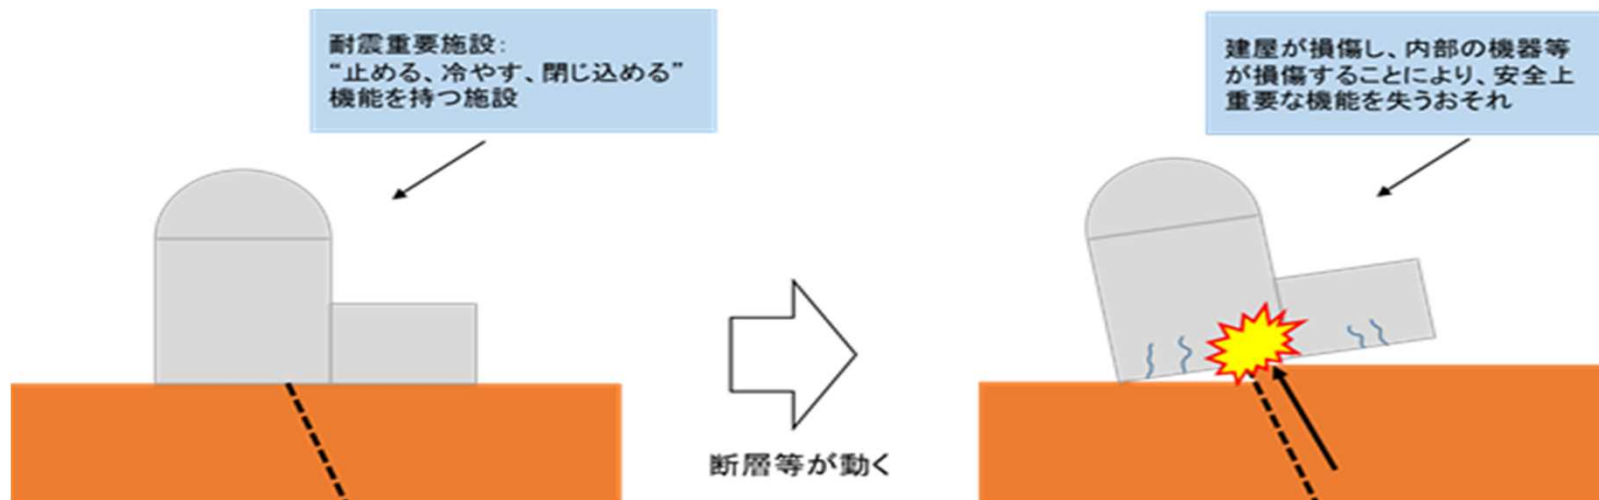 耐震重要施設：
“止める、冷やす、閉じ込める”
機能を持つ施設
建屋が損傷し、内部の機器等
が損傷することにより、安全上
重要な機能を失うおそれ
断層等が動く